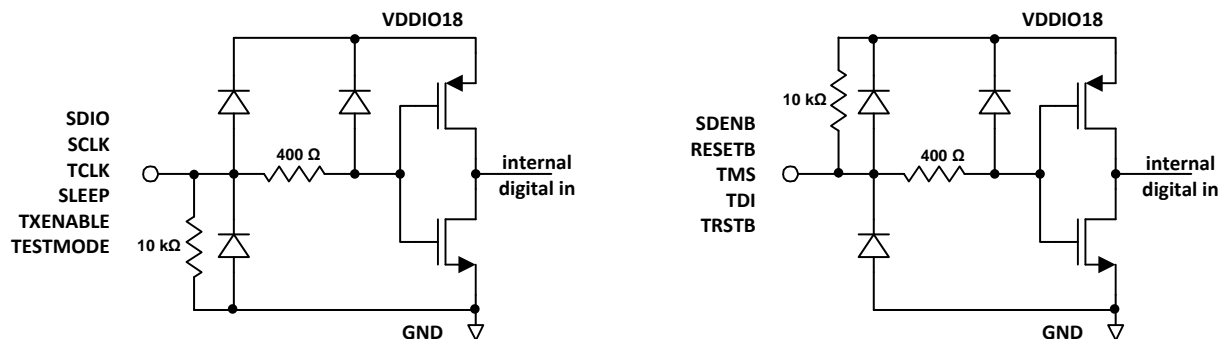 VDDIO18
SDIO
SCLK
TCLK
SLEEP
TXENABLE
TESTMODE
10 kΩ
400 Ω
internal
digital in
GND
VDDIO18
10 kΩ
SDENB
RESETB
TMS
TDI
TRSTB
400 Ω
internal
digital in
GND